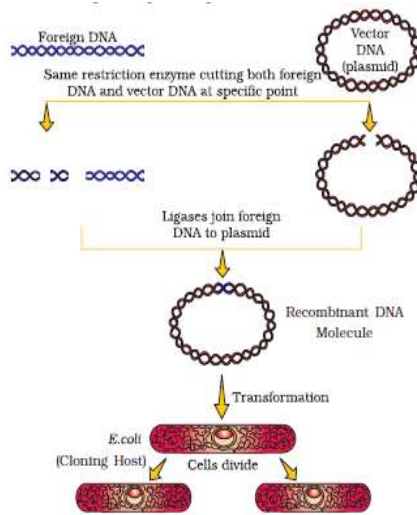 Foreign DNA
Vector
DNA
(plasmid)
Same restriction enzyme cutting both foreign
DNA and vector DNA at specific point
Ligases join foreign
DNA to plasmid
Recombinant DNA
Molecule
Transformation
E.coli
(Cloning Host)
Cells divide